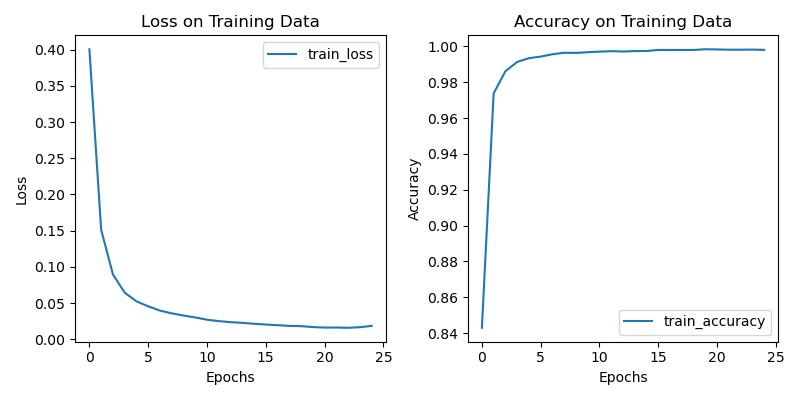 Loss on Training Data
train_loss
0.40
0.35
0.30
0.25
0.20
0.15
0.10
0.05
0.00
Loss
0 5 10 15 20 25
Epochs
Accuracy on Training Data
1.00
0.98
0.96
0.94
0.92
0.90
0.88
0.86
0.84
Accuracy
train_accuracy
0 5 10 15 20 25
Epochs